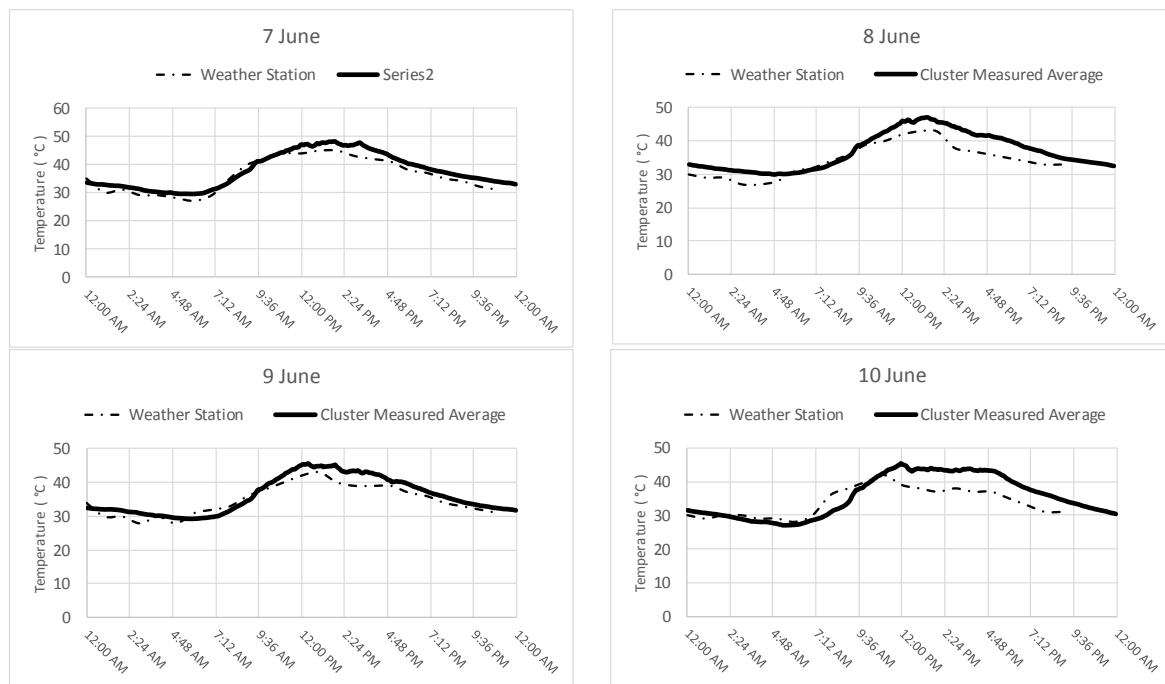 7 June
Weather Station Series2
Temperature ( °C )
60
50
40
30
20
10
0
12:00 AM
2:24 AM
4:48 AM
7:12 AM
9:36 AM
12:00 PM
2:24 PM
4:48 PM
7:12 PM
9:36 PM
12:00 AM
8 June
Weather Station Cluster Measured Average
Temperature ( °C )
50
40
30
20
10
0
12:00 AM
2:24 AM
4:48 AM
7:12 AM
9:36 AM
12:00 PM
2:24 PM
4:48 PM
7:12 PM
9:36 PM
12:00 AM
9 June
Weather Station Cluster Measured Average
Temperature ( °C )
50
40
30
20
10
0
12:00 AM
2:24 AM
4:48 AM
7:12 AM
9:36 AM
12:00 PM
2:24 PM
4:48 PM
7:12 PM
9:36 PM
12:00 AM
10 June
Weather Station Cluster Measured Average
Temperature ( °C )
50
40
30
20
10
0
12:00 AM
2:24 AM
4:48 AM
7:12 AM
9:36 AM
12:00 PM
2:24 PM
4:48 PM
7:12 PM
9:36 PM
12:00 AM